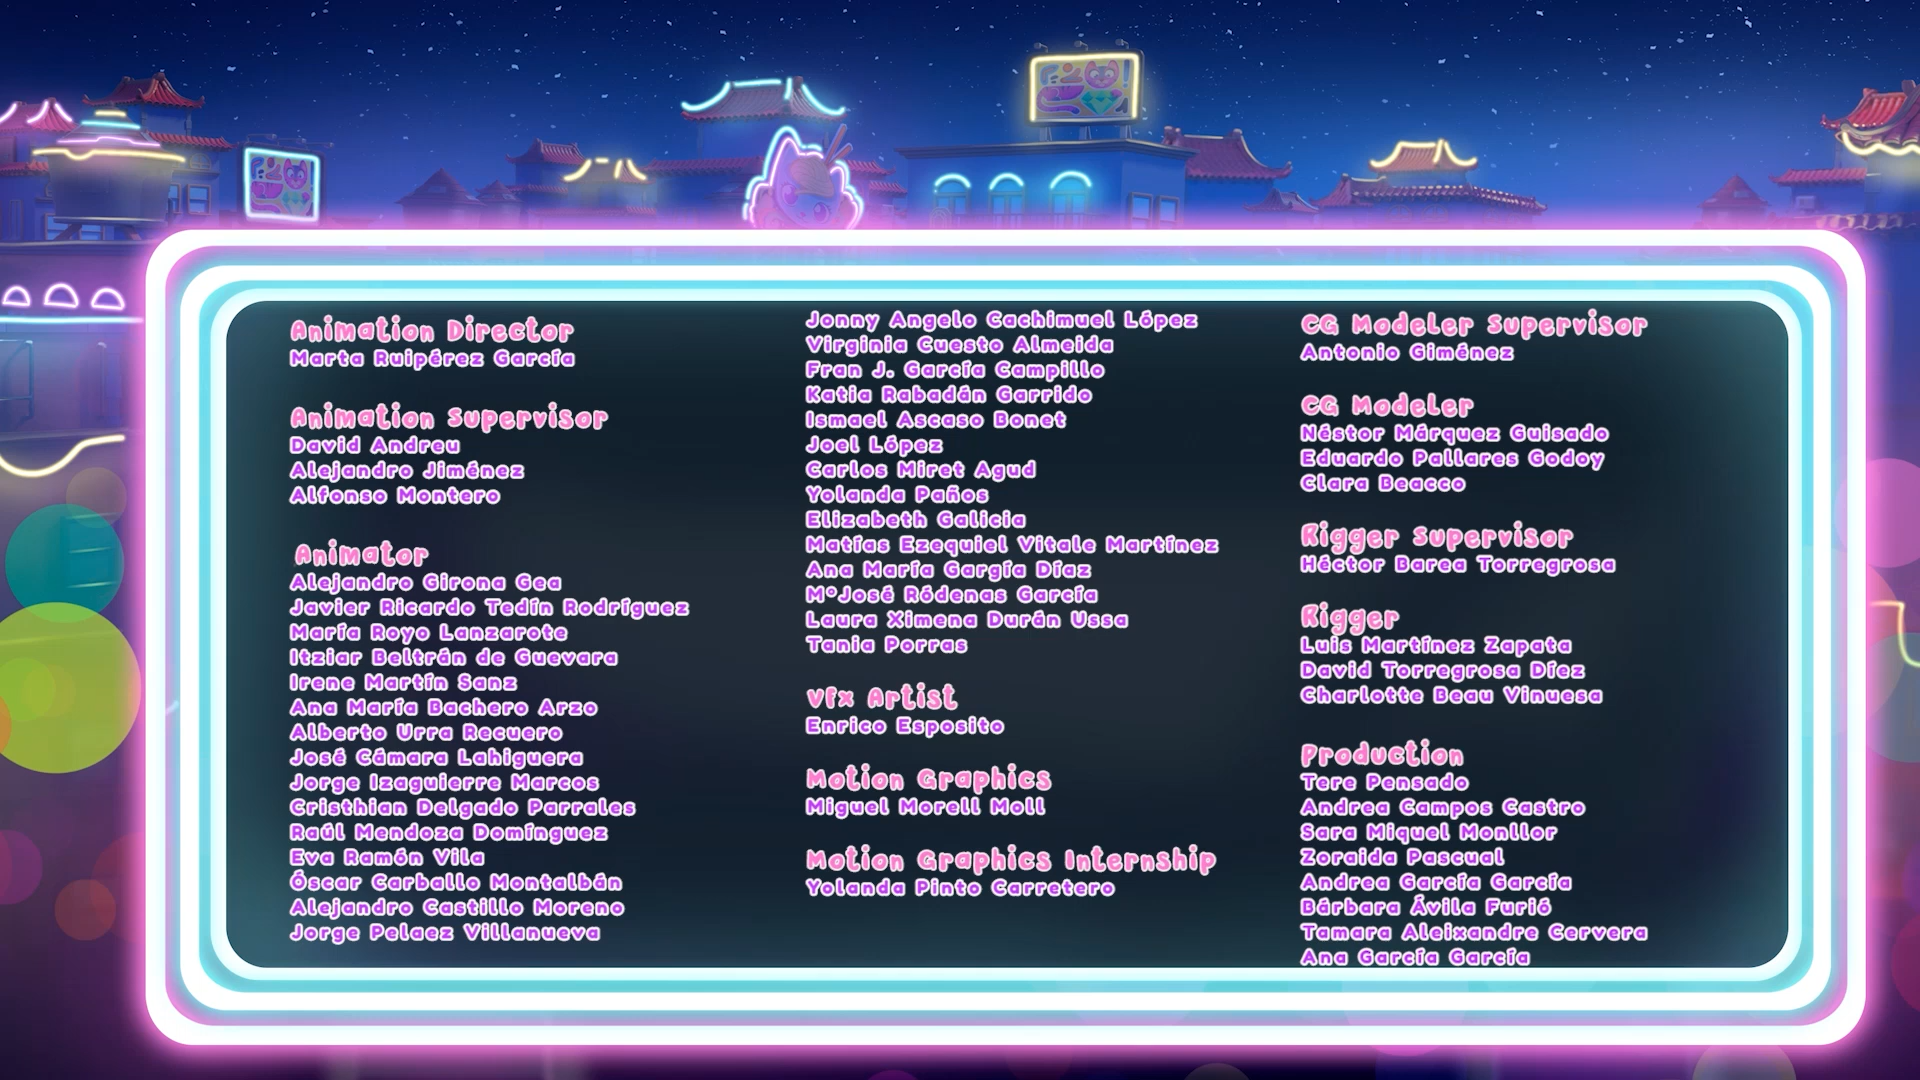 Animation Director
Marta Ruipérez García
Animation Supervisor
David Andreu
Alejandro Jiménez
Alfonso Montero
Animator
Alejandro Girona Gea
Javier Ricardo Tedín Rodríguez
María Royo Lanzarote
Itziar Beltrán de Guevara
Irene Martín Sanz
Ana María Bachero Arzo
Alberto Urra Recuero
José Cámara Lahiguera
Jorge Izaguierre Marcos
Cristhian Delgado Parrales
Raúl Mendoza Domínguez
Eva Ramón Vila
Óscar Carballo Montalbán
Alejandro Castillo Moreno
Jorge Pelaez Villanueva
Jonny Angelo Cachimuel López
Virginia Cuesto Almeida
Fran J. García Campillo
Katia Rabadán Garrido
Ismael Ascaso Bonet
Joel López
Carlos Miret Agud
Yolanda Paños
Elizabeth Galicia
Matías Ezequiel Vitale Martínez
Ana María Gargía Díaz
MºJosé Ródenas García
Laura Ximena Durán Ussa
Tania Porras
Vfx Artist
Enrico Esposito
Motion Graphics
Miguel Morell Moll
Motion Graphics Internship
Yolanda Pinto Carretero
CG Modeler Supervisor
Antonio Giménez
CG Modeler
Néstor Márquez Guisado
Eduardo Pallares Godoy
Clara Beacco
Rigger Supervisor
Héctor Barea Torregrosa
Rigger
Luis Martínez Zapata
David Torregrosa Díez
Charlotte Beau Vinuesa
Production
Tere Pensado
Andrea Campos Castro
Sara Miquel Monllor
Zoraida Pascual
Andrea García García
Bárbara Ávila Furió
Tamara Aleixandre Cervera
Ana García García